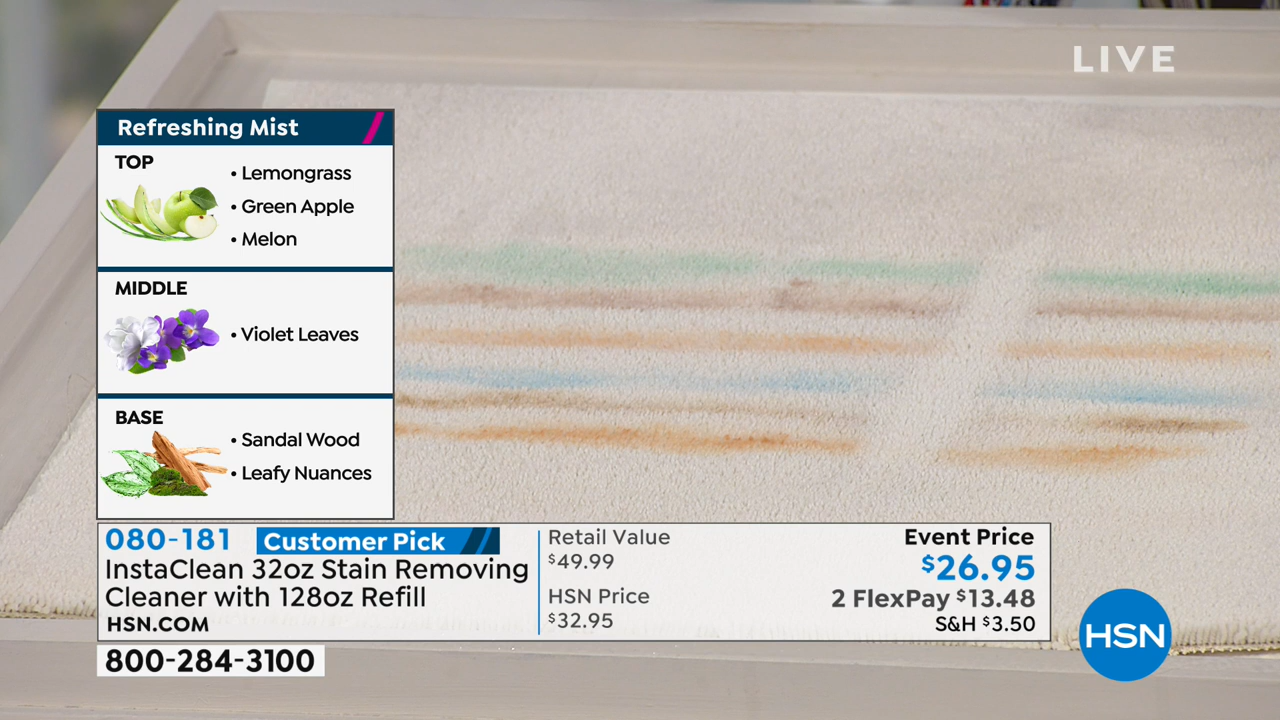 LIVE
Refreshing Mist
TOP
• Lemongrass
• Green Apple
• Melon
MIDDLE
• Violet Leaves
BASE
• Sandal Wood
• Leafy Nuances
080-181 Customer Pick
InstaClean 32oz Stain Removing
Cleaner with 128oz Refill
HSN.COM
Retail Value
$49.99
HSN Price
$32.95
Event Price
$26.95
2 FlexPay $13.48
S&H $3.50
HSN
800-284-3100